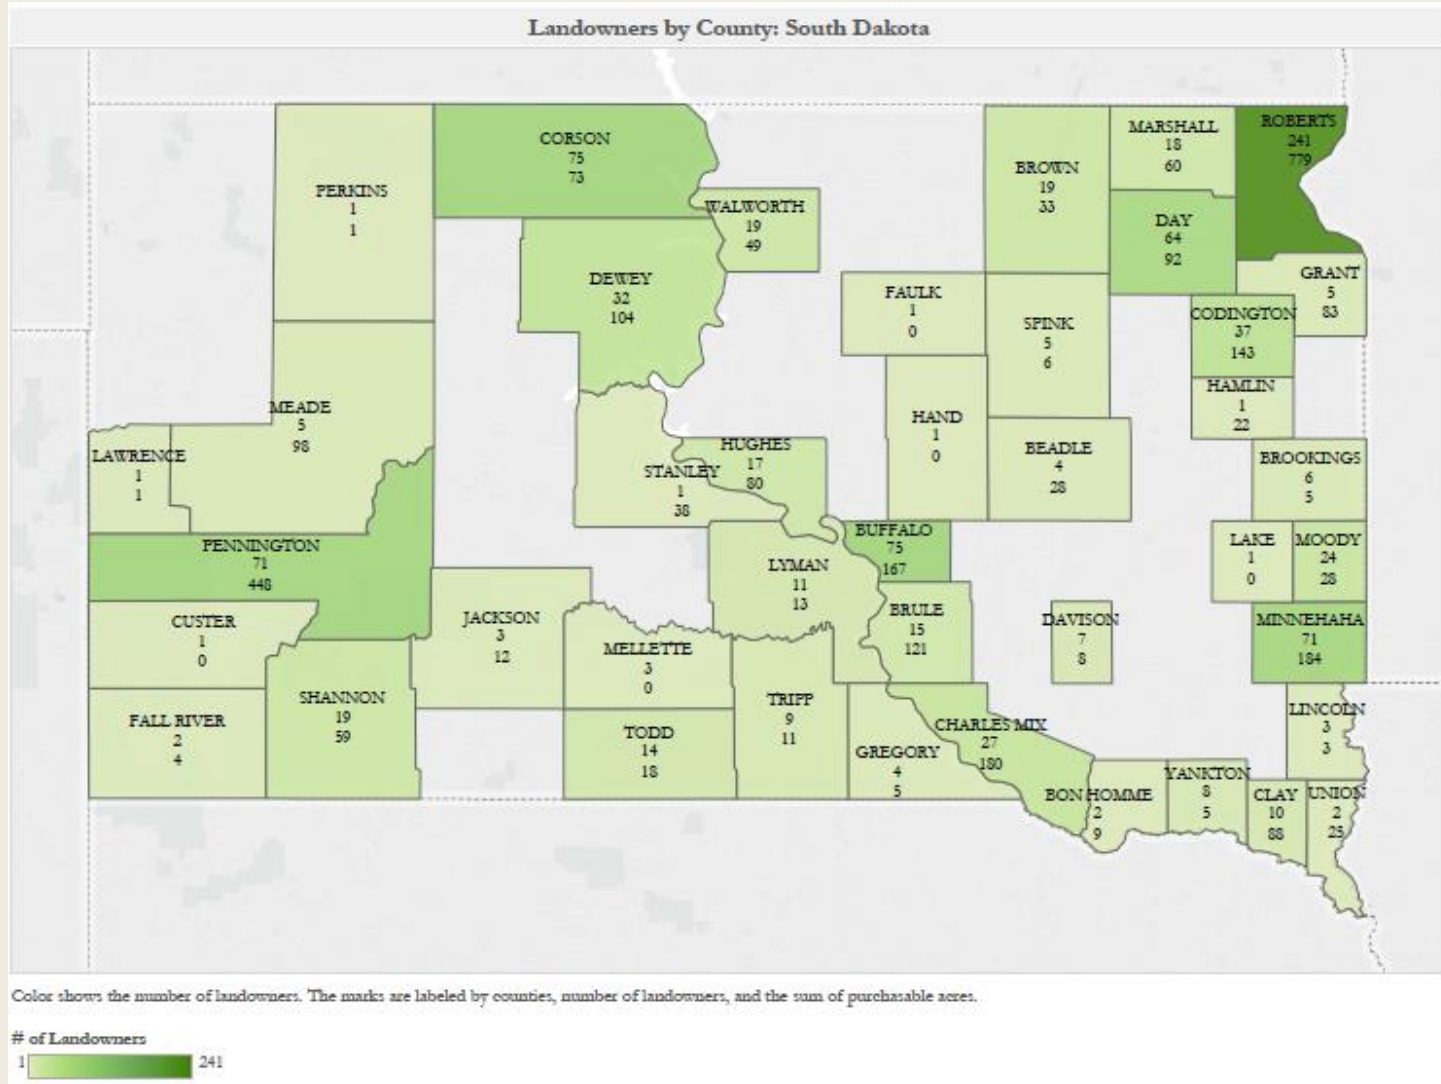 Landowners by County: South Dakota
CORSON
75
73
PERKINS
1
1
WALWORTH
19
49
DEWEY
32
104
BROWN
19
33
MARSHALL
18
60
ROBERTS
241
779
DAY
64
92
GRANT
5
83
FAULK
1
0
SPINK
5
6
CODINGTON
37
143
HAMLIN
1
22
MEADE
5
98
LAWRENCE
1
1
HAND
1
0
BEADLE
4
28
HUGHES
17
80
STANLEY
1
38
BROOKINGS
6
5
PENNINGTON
71
448
BUFFALO
75
167
LAKE
1
0
MOODY
24
28
LYMAN
11
13
CUSTER
1
0
JACKSON
3
12
BRULE
15
121
DAVISON
7
8
MINNEHAHA
71
184
MELLETTE
3
0
SHANNON
19
59
FALL RIVER
2
4
TODD
14
18
TRIPP
9
11
GREGORY
4
5
CHARLES MIX
27
180
LINCOLN
3
3
BON HOMME
2
9
YANKTON
8
5
CLAY
10
88
UNION
2
25
Color shows the number of landowners. The marks are labeled by counties, number of landowners, and the sum of purchasable acres.
# of Landowners
1 241